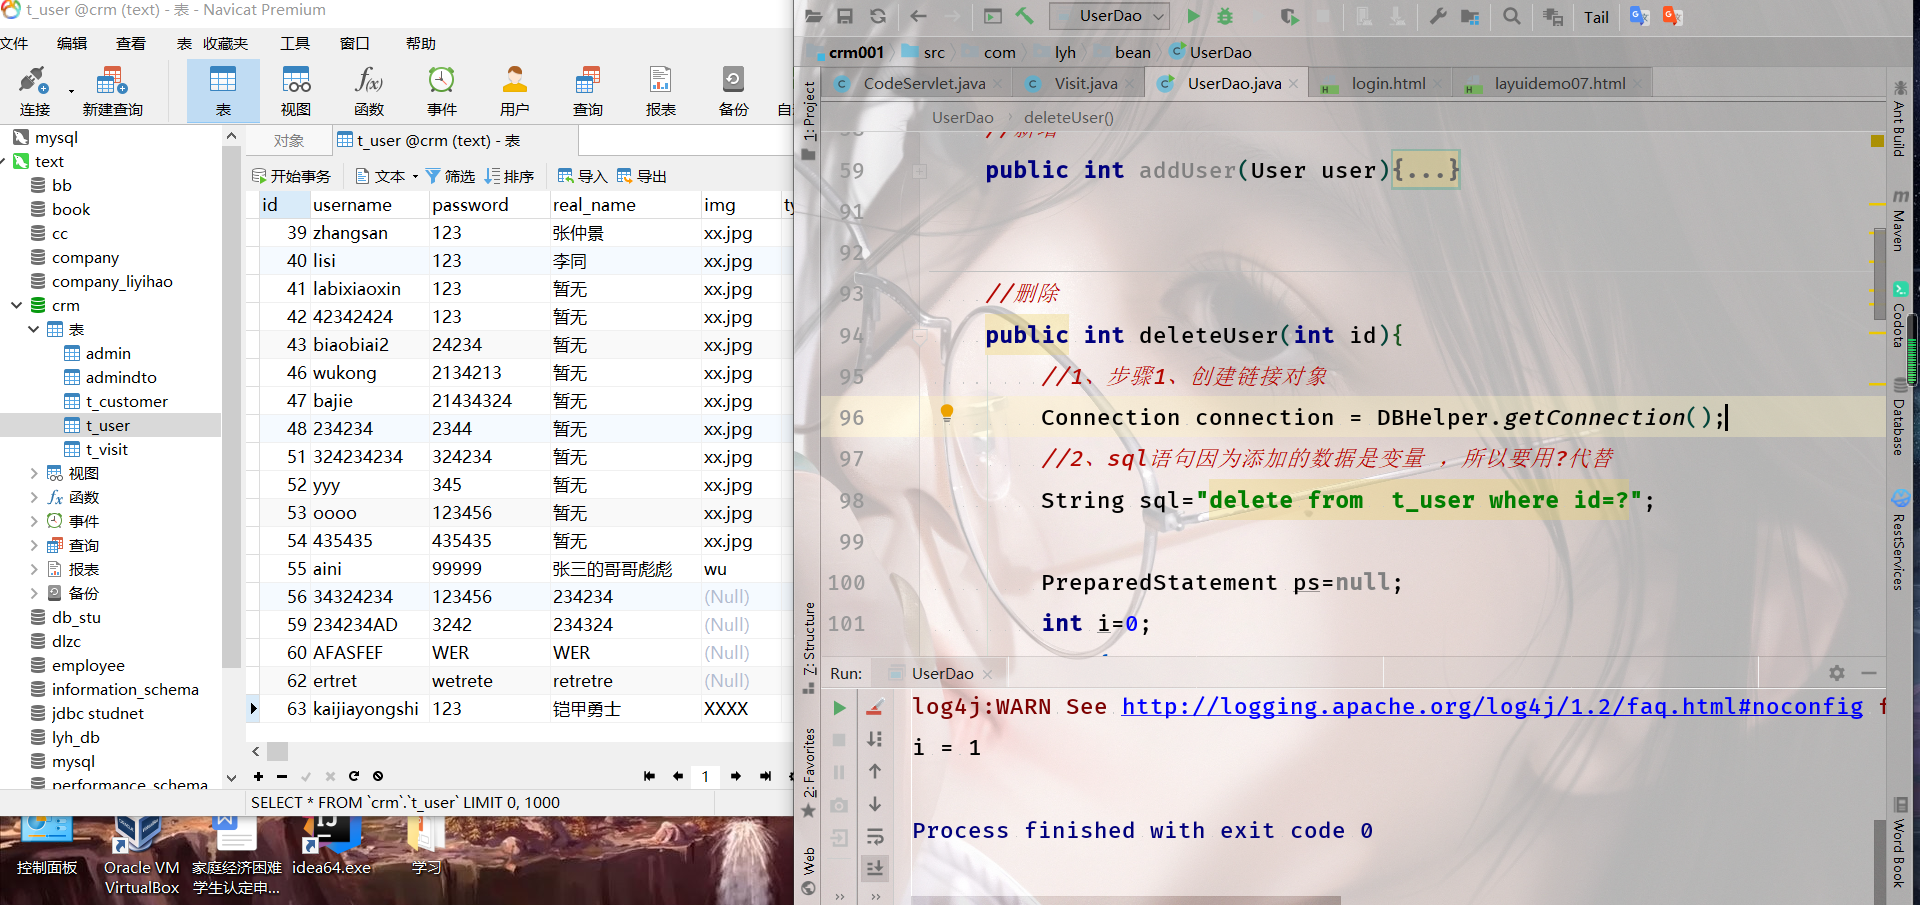 t_user @crm (text) - 表 - Navicat Premium
文件 编辑 查看 表 收藏夹 工具 窗口 帮助
连接 新建查询 表 视图 函数 事件 用户 查询 报表 备份
mysql
text
bb
book
cc
company
company_liyihao
crm
表
admin
admindto
t_customer
t_user
t_visit
视图
函数
事件
查询
报表
备份
db_stu
dlzc
employee
information_schema
jdbc studnet
lyh_db
mysql
performance_schema
对象 t_user @crm (text) - 表
开始事务 文本 筛选 排序 导入 导出
id username password real_name img ty
39 zhangsan 123 张仲景 xx.jpg
40 lisi 123 李同 xx.jpg
41 labixiaoxin 123 暂无 xx.jpg
42 42342424 123 暂无 xx.jpg
43 biaobiai2 24234 暂无 xx.jpg
46 wukong 2134213 暂无 xx.jpg
47 bajie 21434324 暂无 xx.jpg
48 234234 2344 暂无 xx.jpg
51 324234234 324234 暂无 xx.jpg
52 yyy 345 暂无 xx.jpg
53 oooo 123456 暂无 xx.jpg
54 435435 435435 暂无 xx.jpg
55 aini 99999 张三的哥哥彪彪 wu
56 34324234 123456 234234 (Null)
59 234234AD 3242 234324 (Null)
60 AFASFEF WER WER (Null)
62 ertret wetrete retretre (Null)
63 kaijiayongshi 123 铠甲勇士 XXXX
1
SELECT * FROM `crm`.`t_user` LIMIT 0, 1000
控制面板
Oracle VM
VirtualBox
家庭经济困难
学生认定申...
idea64.exe
学习
UserDao Tail
crm001 src com lyh bean UserDao
CodeServlet.java Visit.java UserDao.java login.html layuidemo07.html
UserDao › deleteUser()
58 //新增
59 public int addUser(User user){...}
91
92
93 //删除
94 public int deleteUser(int id){
95 //1、步骤1、创建链接对象
96 Connection connection = DBHelper.getConnection();
97 //2、sql语句因为添加的数据是变量 ，所以要用?代替
98 String sql="delete from  t_user where id=?";
99
100 PreparedStatement ps=null;
101 int i=0;
Run: UserDao
log4j:WARN See http://logging.apache.org/log4j/1.2/faq.html#noconfig f
i = 1
Process finished with exit code 0
1: Project
Z: Structure
2: Favorites
Web
Ant Build
Maven
Codota
Database
RestServices
Word Book